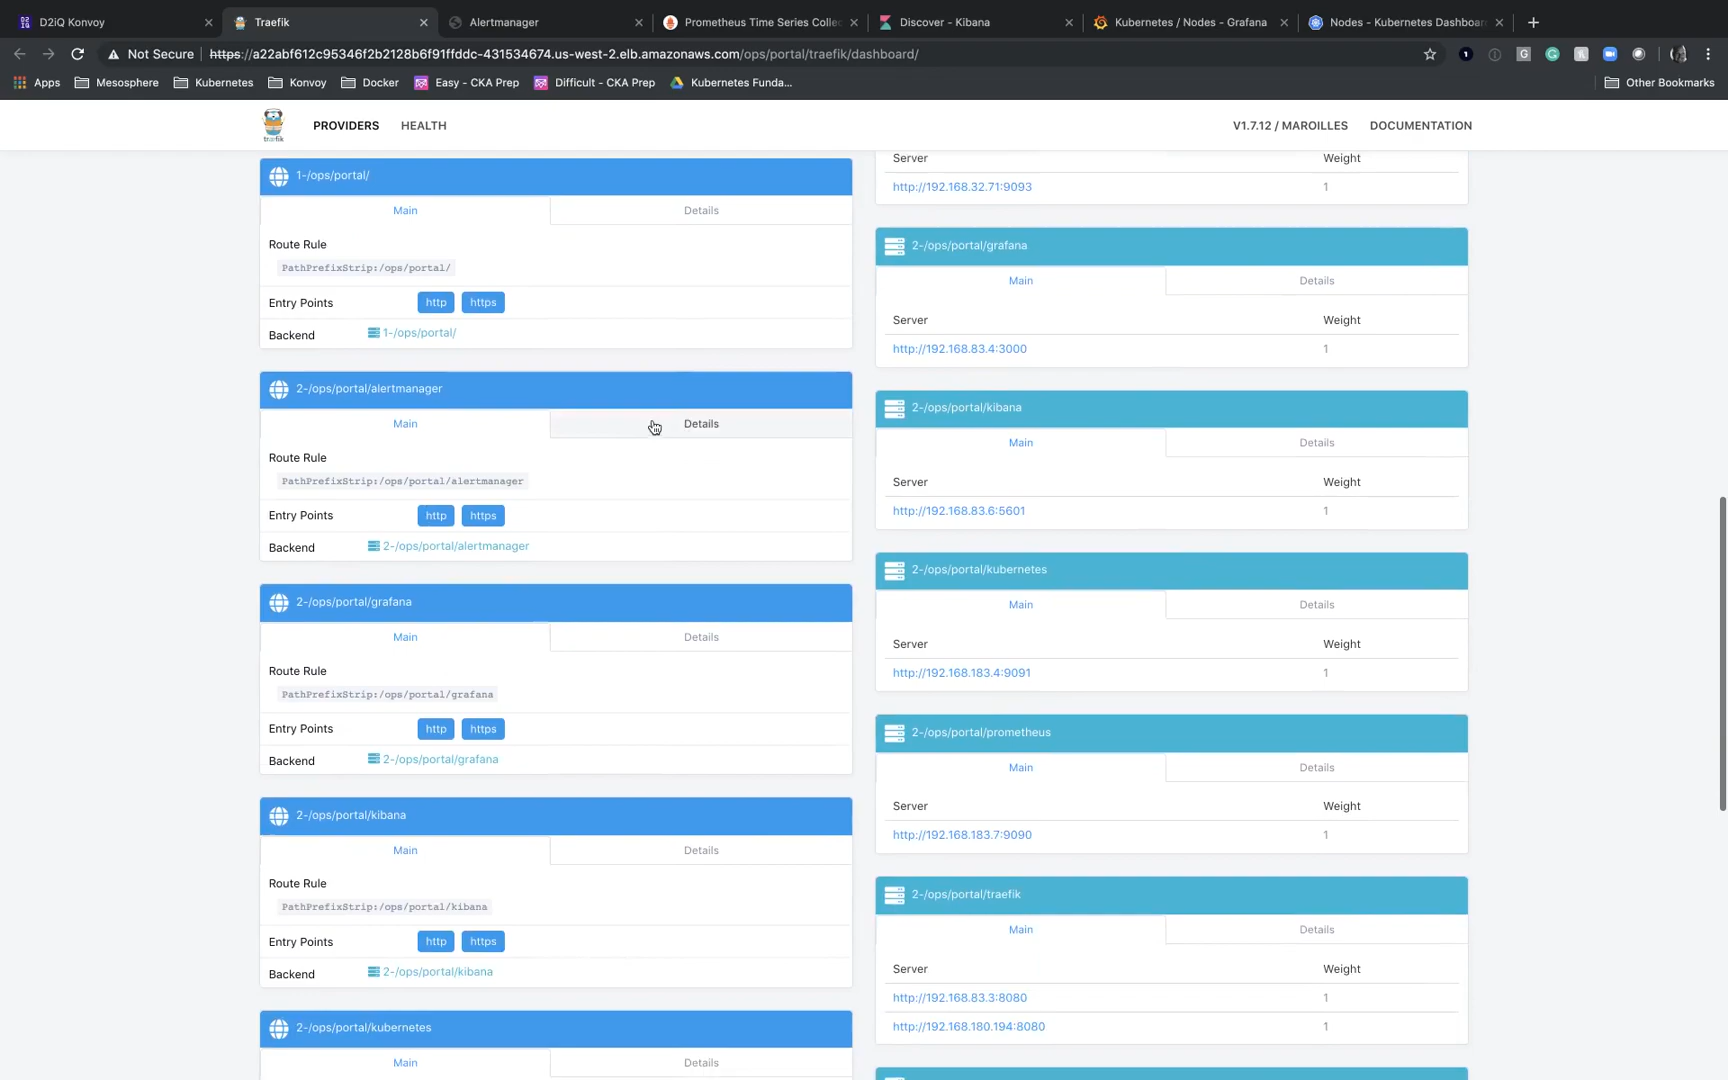 D2iQ Konvoy
Traefik
Alertmanager
Prometheus Time Series Collec
Discover - Kibana
Kubernetes / Nodes - Grafana
Nodes - Kubernetes Dashboar
Not Secure
https://a22abf612c95346f2b2128b6f91ffddc-431534674.us-west-2.elb.amazonaws.com/ops/portal/traefik/dashboard/
Apps
Mesosphere
Kubernetes
Konvoy
Docker
Easy - CKA Prep
Difficult - CKA Prep
Kubernetes Funda...
Other Bookmarks
træfik
PROVIDERS
HEALTH
V1.7.12 / MAROILLES
DOCUMENTATION
1-/ops/portal/
Main
Details
Route Rule
PathPrefixStrip:/ops/portal/
Entry Points
http
https
Backend
1-/ops/portal/
2-/ops/portal/alertmanager
Main
Details
Route Rule
PathPrefixStrip:/ops/portal/alertmanager
Entry Points
http
https
Backend
2-/ops/portal/alertmanager
2-/ops/portal/grafana
Main
Details
Route Rule
PathPrefixStrip:/ops/portal/grafana
Entry Points
http
https
Backend
2-/ops/portal/grafana
2-/ops/portal/kibana
Main
Details
Route Rule
PathPrefixStrip:/ops/portal/kibana
Entry Points
http
https
Backend
2-/ops/portal/kibana
2-/ops/portal/kubernetes
Main
Details
Server
Weight
http://192.168.32.71:9093
1
2-/ops/portal/grafana
Main
Details
Server
Weight
http://192.168.83.4:3000
1
2-/ops/portal/kibana
Main
Details
Server
Weight
http://192.168.83.6:5601
1
2-/ops/portal/kubernetes
Main
Details
Server
Weight
http://192.168.183.4:9091
1
2-/ops/portal/prometheus
Main
Details
Server
Weight
http://192.168.183.7:9090
1
2-/ops/portal/traefik
Main
Details
Server
Weight
http://192.168.83.3:8080
1
http://192.168.180.194:8080
1